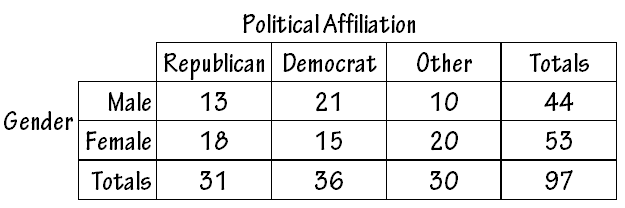 Political Affiliation
Republican Democrat Other Totals
Gender
Male 13 21 10 44
Female 18 15 20 53
Totals 31 36 30 97